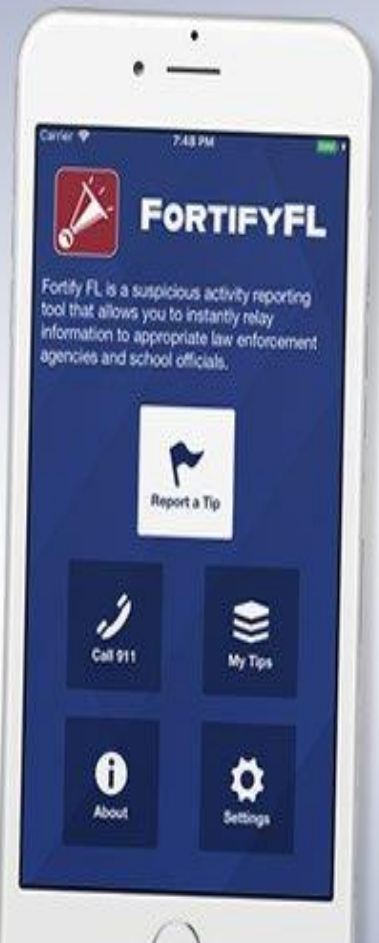 Carrier 7:48 PM
FORTIFYFL
Fortify FL is a suspicious activity reporting
tool that allows you to instantly relay
information to appropriate law enforcement
agencies and school officials.
Report a Tip
Call 911
My Tips
About
Settings